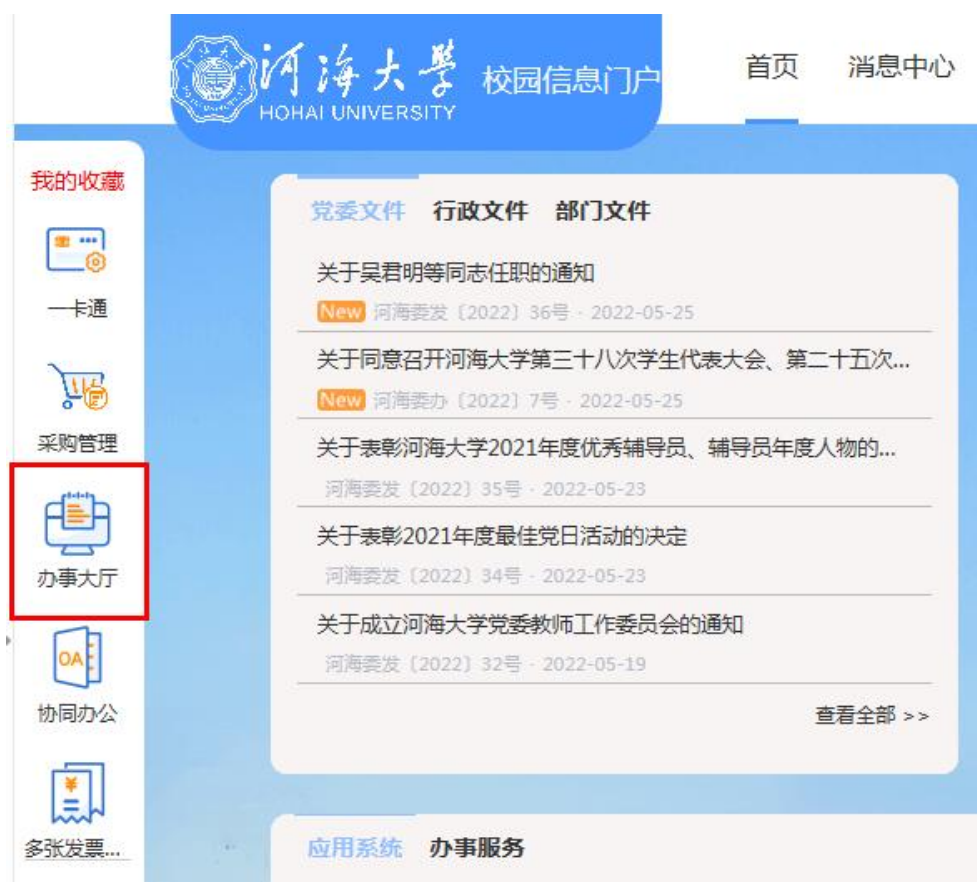 河海大學
HOHAI UNIVERSITY
校园信息门户
首页 消息中心
我的收藏
一卡通
采购管理
办事大厅
OA
协同办公
多张发票...
党委文件 行政文件 部门文件
关于吴君明等同志任职的通知
New 河海委发〔2022〕36号 · 2022-05-25
关于同意召开河海大学第三十八次学生代表大会、第二十五次...
New 河海委办〔2022〕7号 · 2022-05-25
关于表彰河海大学2021年度优秀辅导员、辅导员年度人物的...
河海委发〔2022〕35号 · 2022-05-23
关于表彰2021年度最佳党日活动的决定
河海委发〔2022〕34号 · 2022-05-23
关于成立河海大学党委教师工作委员会的通知
河海委发〔2022〕32号 · 2022-05-19
查看全部 >>
应用系统 办事服务